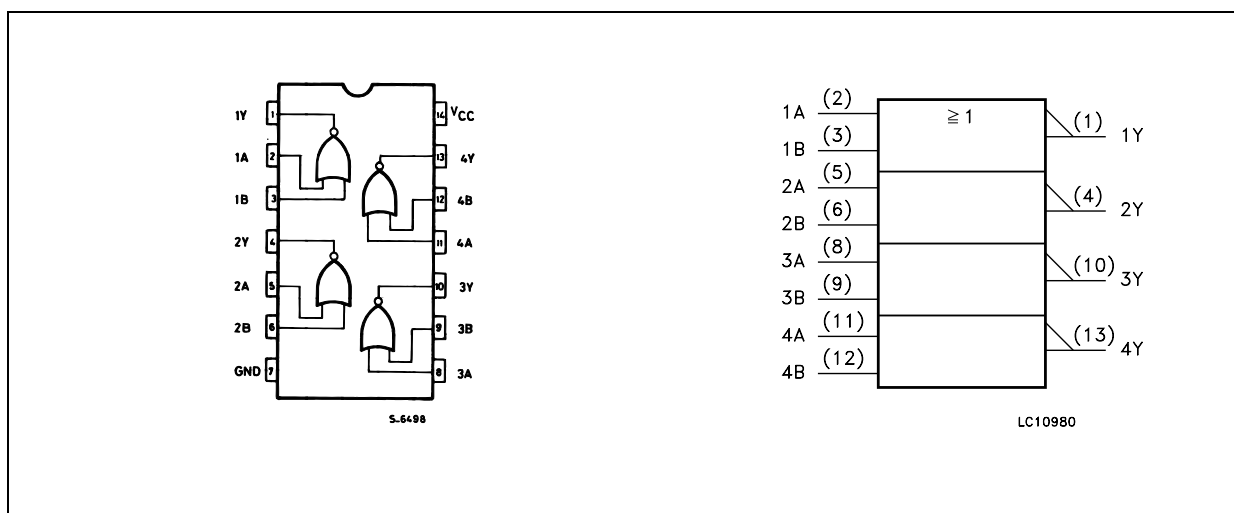 1Y 1 14 VCC
1A 2 13 4Y
1B 3 12 4B
2Y 4 11 4A
2A 5 10 3Y
2B 6 9 3B
GND 7 8 3A
S-6498
1A (2) ≧ 1 (1) 1Y
1B (3)
2A (5) (4) 2Y
2B (6)
3A (8) (10) 3Y
3B (9)
4A (11) (13) 4Y
4B (12)
LC10980